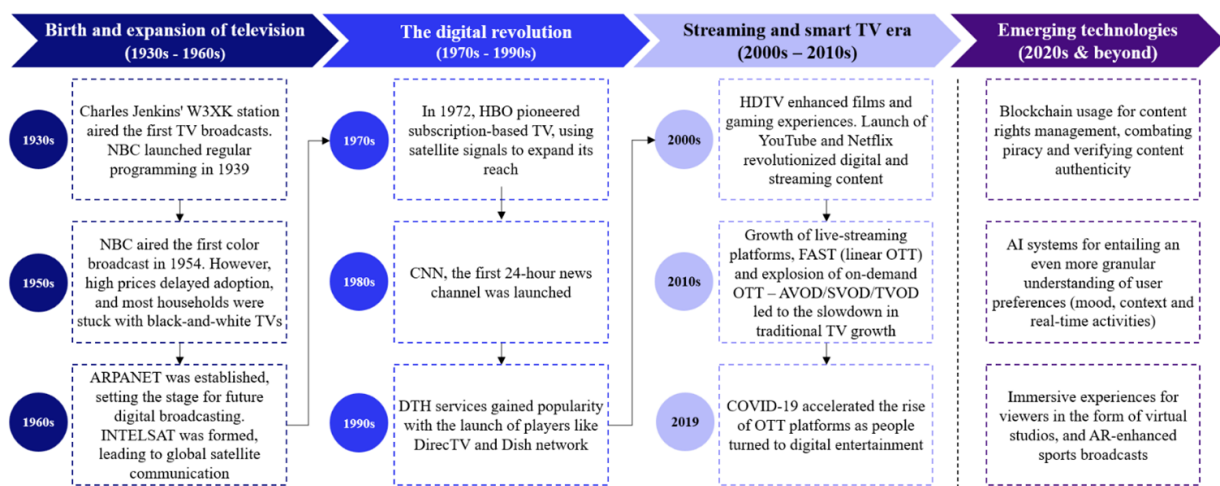 Birth and expansion of television
(1930s - 1960s)
The digital revolution
(1970s - 1990s)
Streaming and smart TV era
(2000s – 2010s)
Emerging technologies
(2020s & beyond)
1930s
Charles Jenkins' W3XK station
aired the first TV broadcasts.
NBC launched regular
programming in 1939
1950s
NBC aired the first color
broadcast in 1954. However,
high prices delayed adoption,
and most households were
stuck with black-and-white TVs
1960s
ARPANET was established,
setting the stage for future
digital broadcasting.
INTELSAT was formed,
leading to global satellite
communication
1970s
In 1972, HBO pioneered
subscription-based TV, using
satellite signals to expand its
reach
1980s
CNN, the first 24-hour news
channel was launched
1990s
DTH services gained popularity
with the launch of players like
DirecTV and Dish network
2000s
HDTV enhanced films and
gaming experiences. Launch of
YouTube and Netflix
revolutionized digital and
streaming content
2010s
Growth of live-streaming
platforms, FAST (linear OTT)
and explosion of on-demand
OTT – AVOD/SVOD/TVOD
led to the slowdown in
traditional TV growth
2019
COVID-19 accelerated the rise
of OTT platforms as people
turned to digital entertainment
Blockchain usage for content
rights management, combating
piracy and verifying content
authenticity
AI systems for entailing an
even more granular
understanding of user
preferences (mood, context and
real-time activities)
Immersive experiences for
viewers in the form of virtual
studios, and AR-enhanced
sports broadcasts